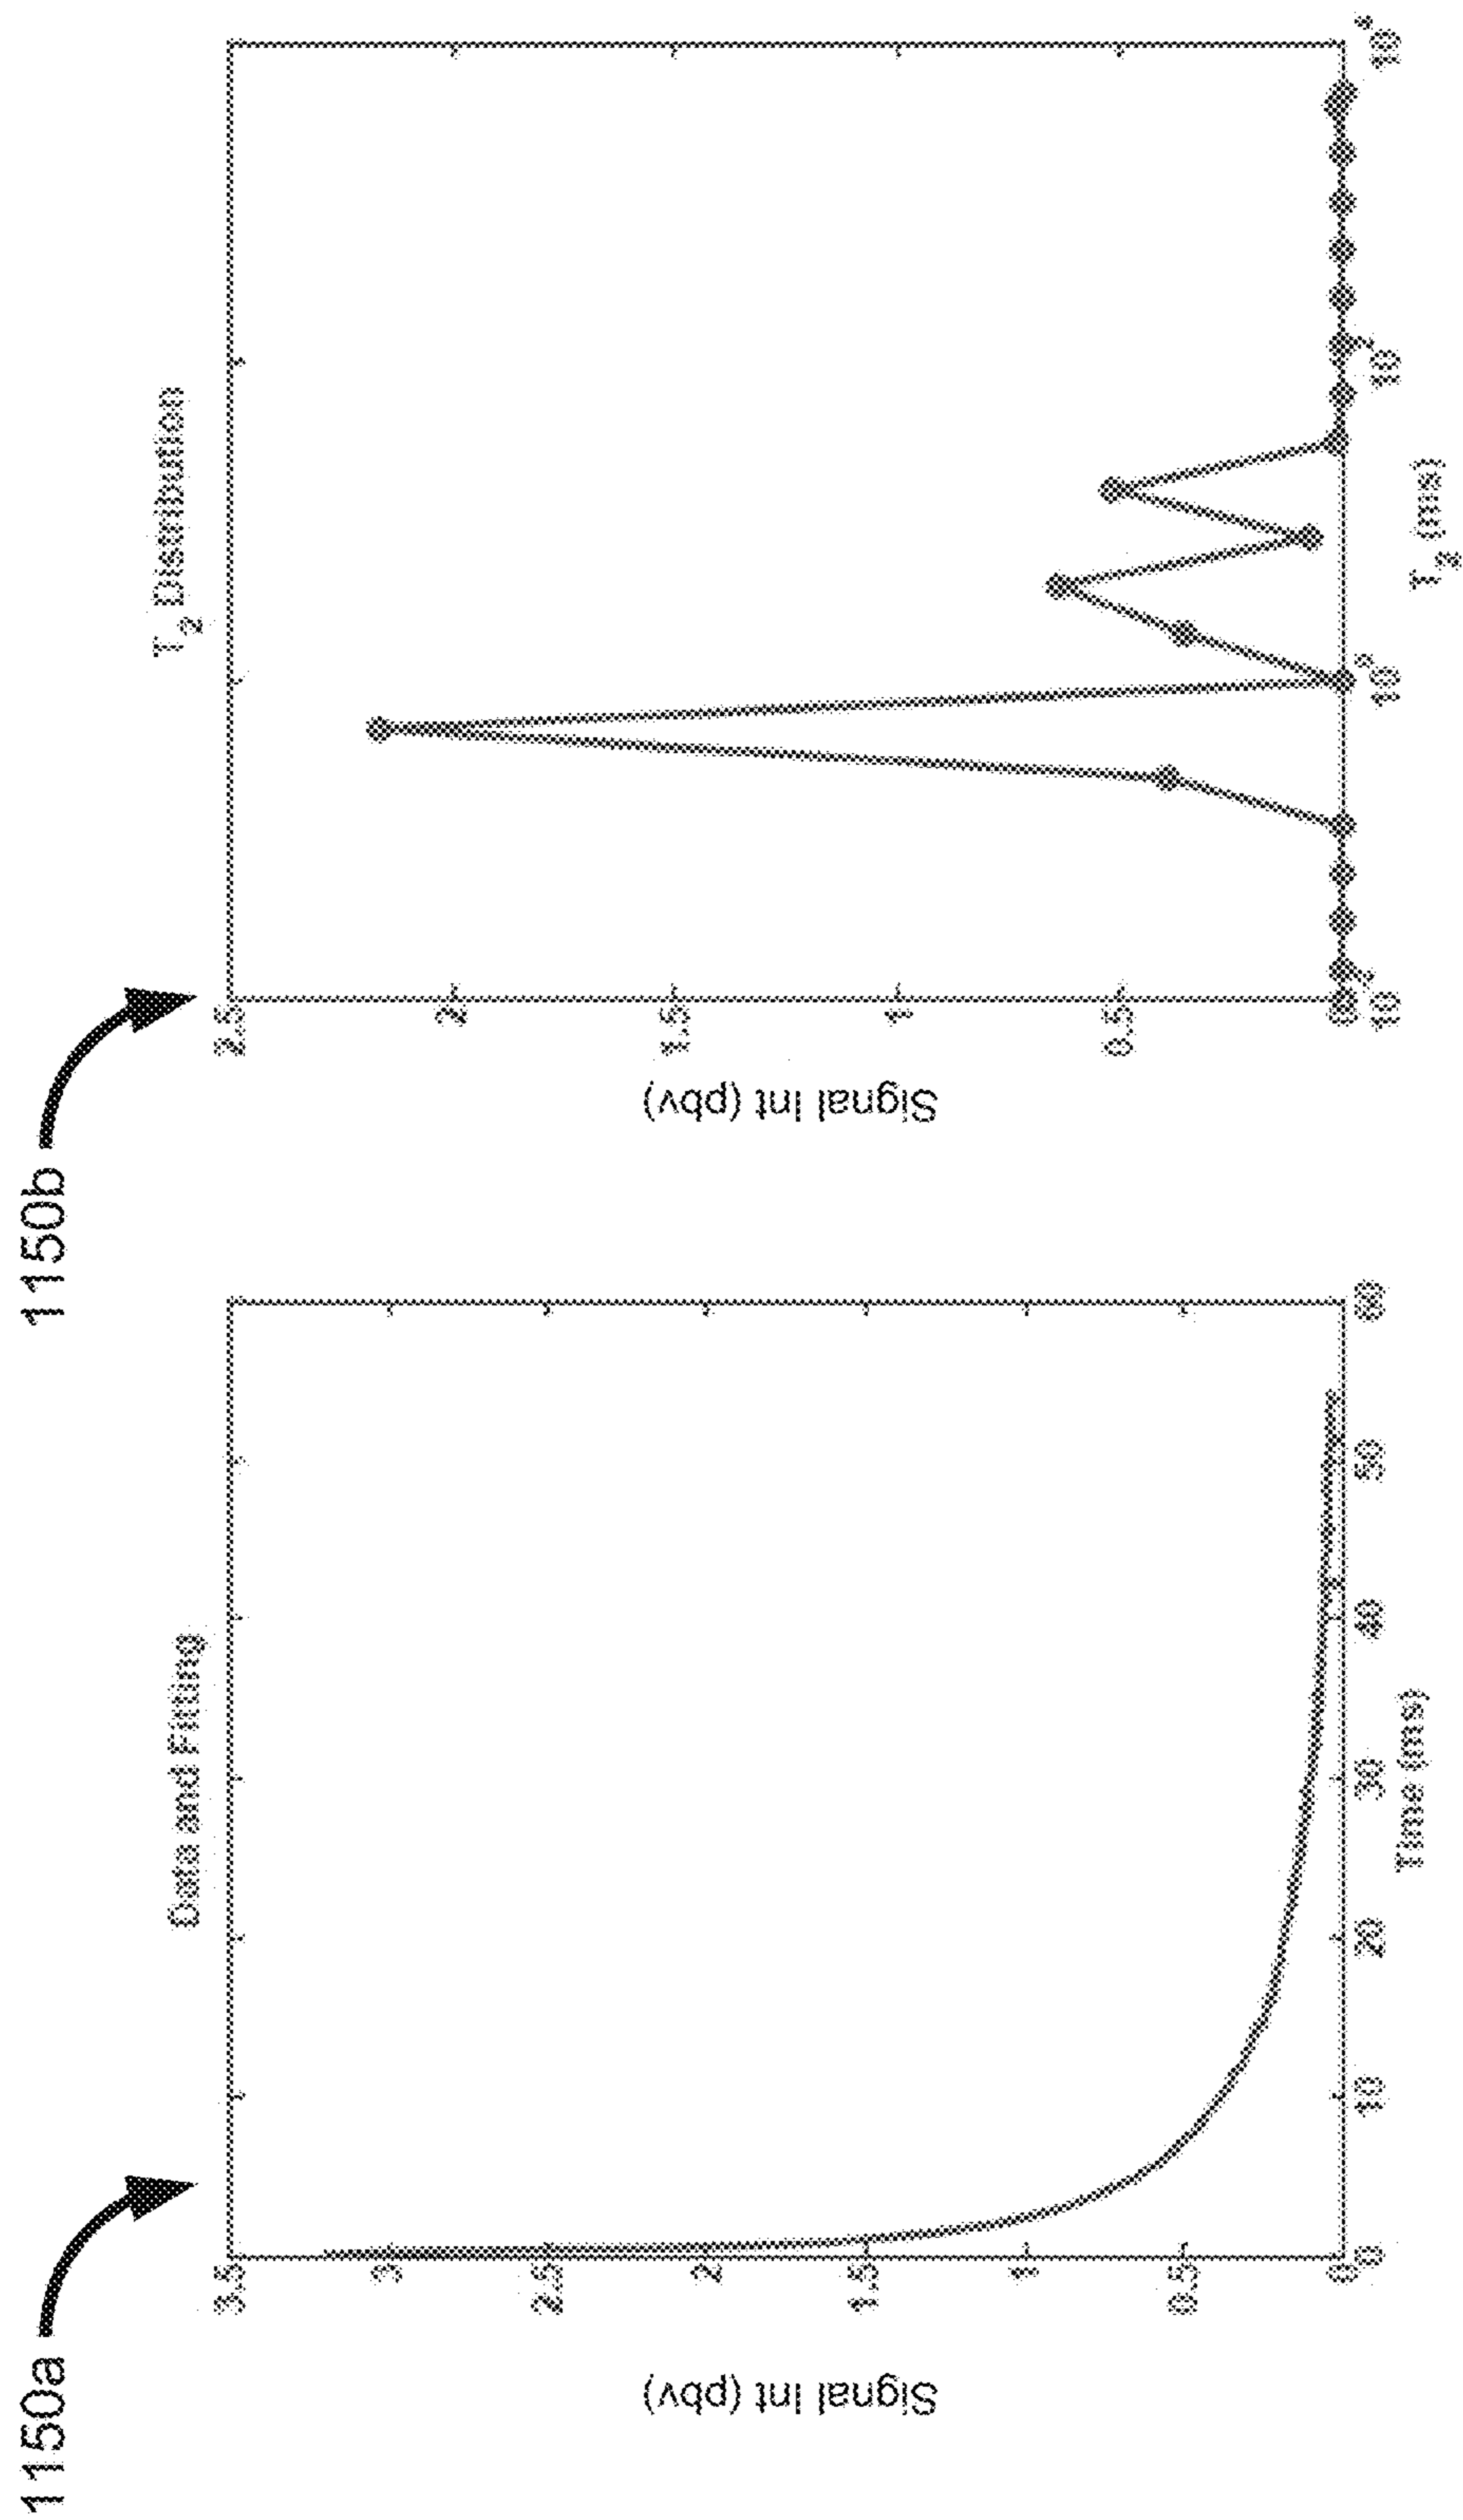 1150a
Data and Fitting
Signal Int (pbv)
3.5
3
2.5
2
1.5
1
0.5
0
0 10 20 30 40 50 60
Time (ms)
1150b
T2 Distribution
Signal Int (pbv)
2.5
2
1.5
1
0.5
0
10 10 10 10
T2 (ms)